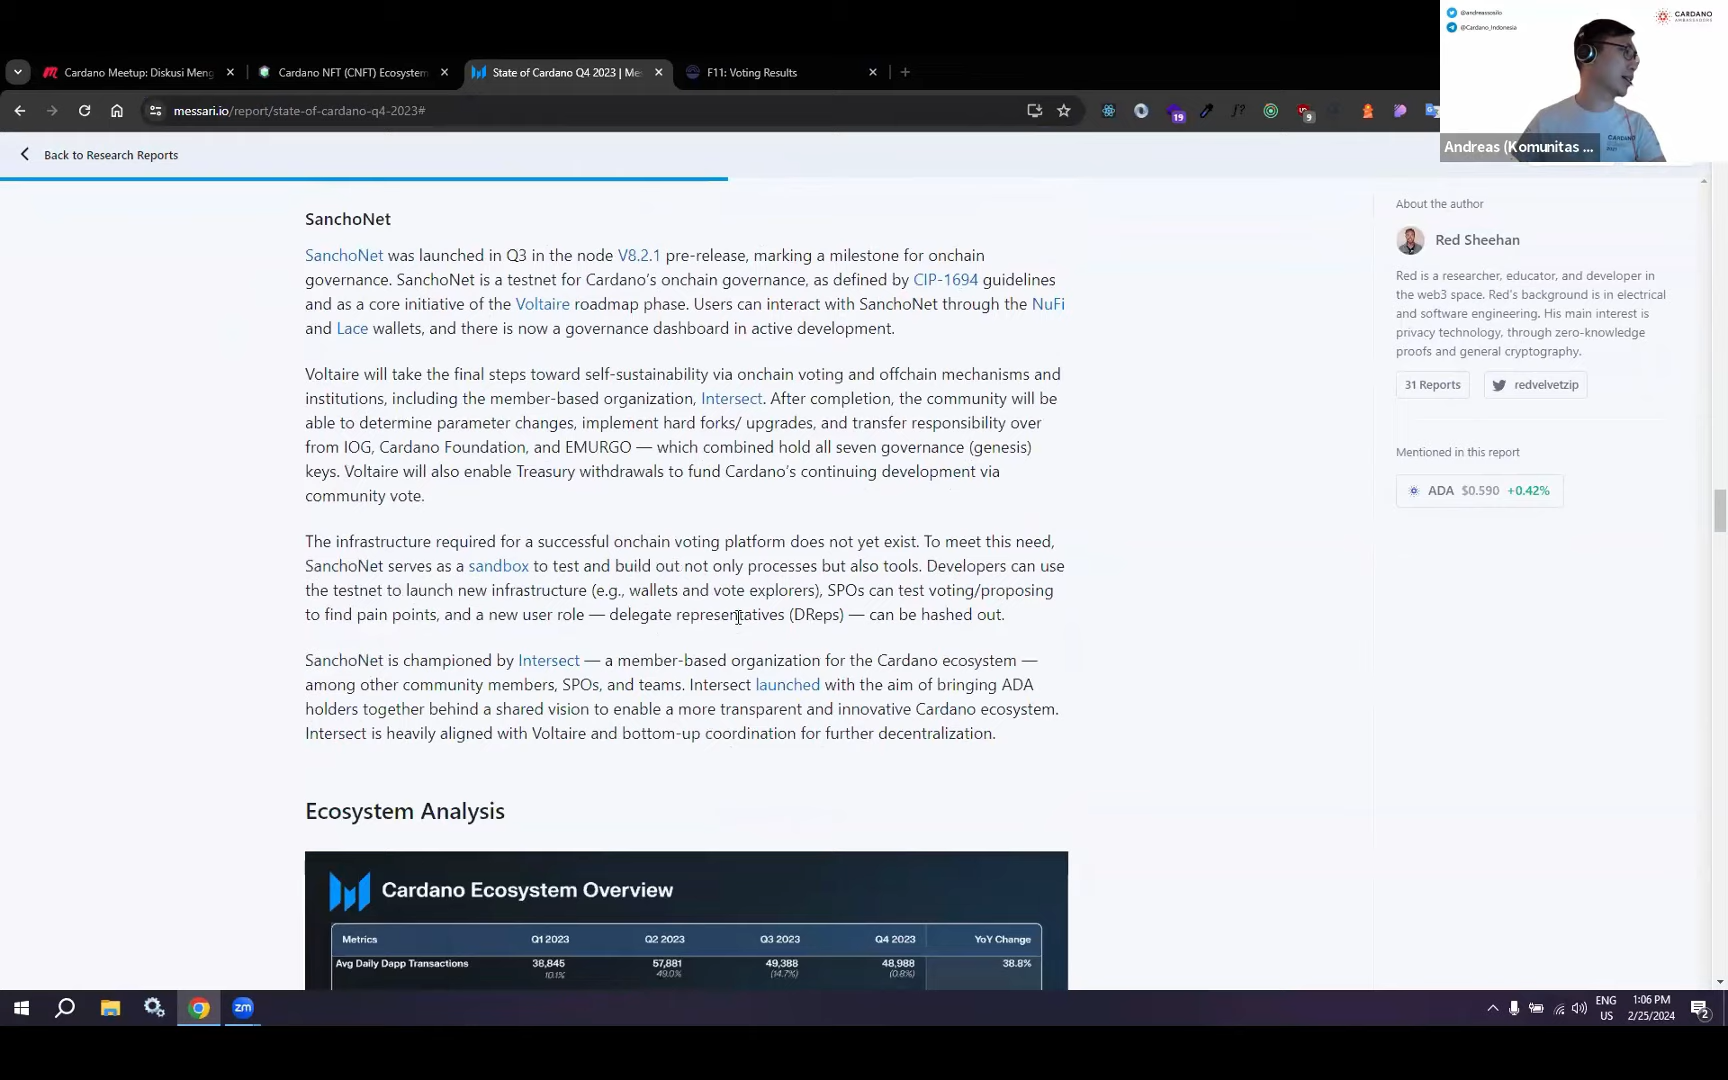 @andreassosilo
@Cardano_Indonesia
CARDANO
AMBASSADORS
Cardano Meetup: Diskusi Meng
Cardano NFT (CNFT) Ecosystem
State of Cardano Q4 2023 | Me
F11: Voting Results
messari.io/report/state-of-cardano-q4-2023#
19
f?
9
Andreas (Komunitas ...
Back to Research Reports
SanchoNet
SanchoNet was launched in Q3 in the node V8.2.1 pre-release, marking a milestone for onchain
governance. SanchoNet is a testnet for Cardano’s onchain governance, as defined by CIP-1694 guidelines
and as a core initiative of the Voltaire roadmap phase. Users can interact with SanchoNet through the NuFi
and Lace wallets, and there is now a governance dashboard in active development.
Voltaire will take the final steps toward self-sustainability via onchain voting and offchain mechanisms and
institutions, including the member-based organization, Intersect. After completion, the community will be
able to determine parameter changes, implement hard forks/ upgrades, and transfer responsibility over
from IOG, Cardano Foundation, and EMURGO — which combined hold all seven governance (genesis)
keys. Voltaire will also enable Treasury withdrawals to fund Cardano’s continuing development via
community vote.
The infrastructure required for a successful onchain voting platform does not yet exist. To meet this need,
SanchoNet serves as a sandbox to test and build out not only processes but also tools. Developers can use
the testnet to launch new infrastructure (e.g., wallets and vote explorers), SPOs can test voting/proposing
to find pain points, and a new user role — delegate representatives (DReps) — can be hashed out.
SanchoNet is championed by Intersect — a member-based organization for the Cardano ecosystem —
among other community members, SPOs, and teams. Intersect launched with the aim of bringing ADA
holders together behind a shared vision to enable a more transparent and innovative Cardano ecosystem.
Intersect is heavily aligned with Voltaire and bottom-up coordination for further decentralization.
Ecosystem Analysis
Cardano Ecosystem Overview
Metrics Q1 2023 Q2 2023 Q3 2023 Q4 2023 YoY Change
Avg Daily Dapp Transactions 38,845 57,881 49,388 48,988 38.8%
10.1% 49.0% (14.7%) (0.8%)
About the author
Red Sheehan
Red is a researcher, educator, and developer in
the web3 space. Red's background is in electrical
and software engineering. His main interest is
privacy technology, through zero-knowledge
proofs and general cryptography.
31 Reports
redvelvetzip
Mentioned in this report
ADA $0.590 +0.42%
zm
ENG
US
1:06 PM
2/25/2024
2